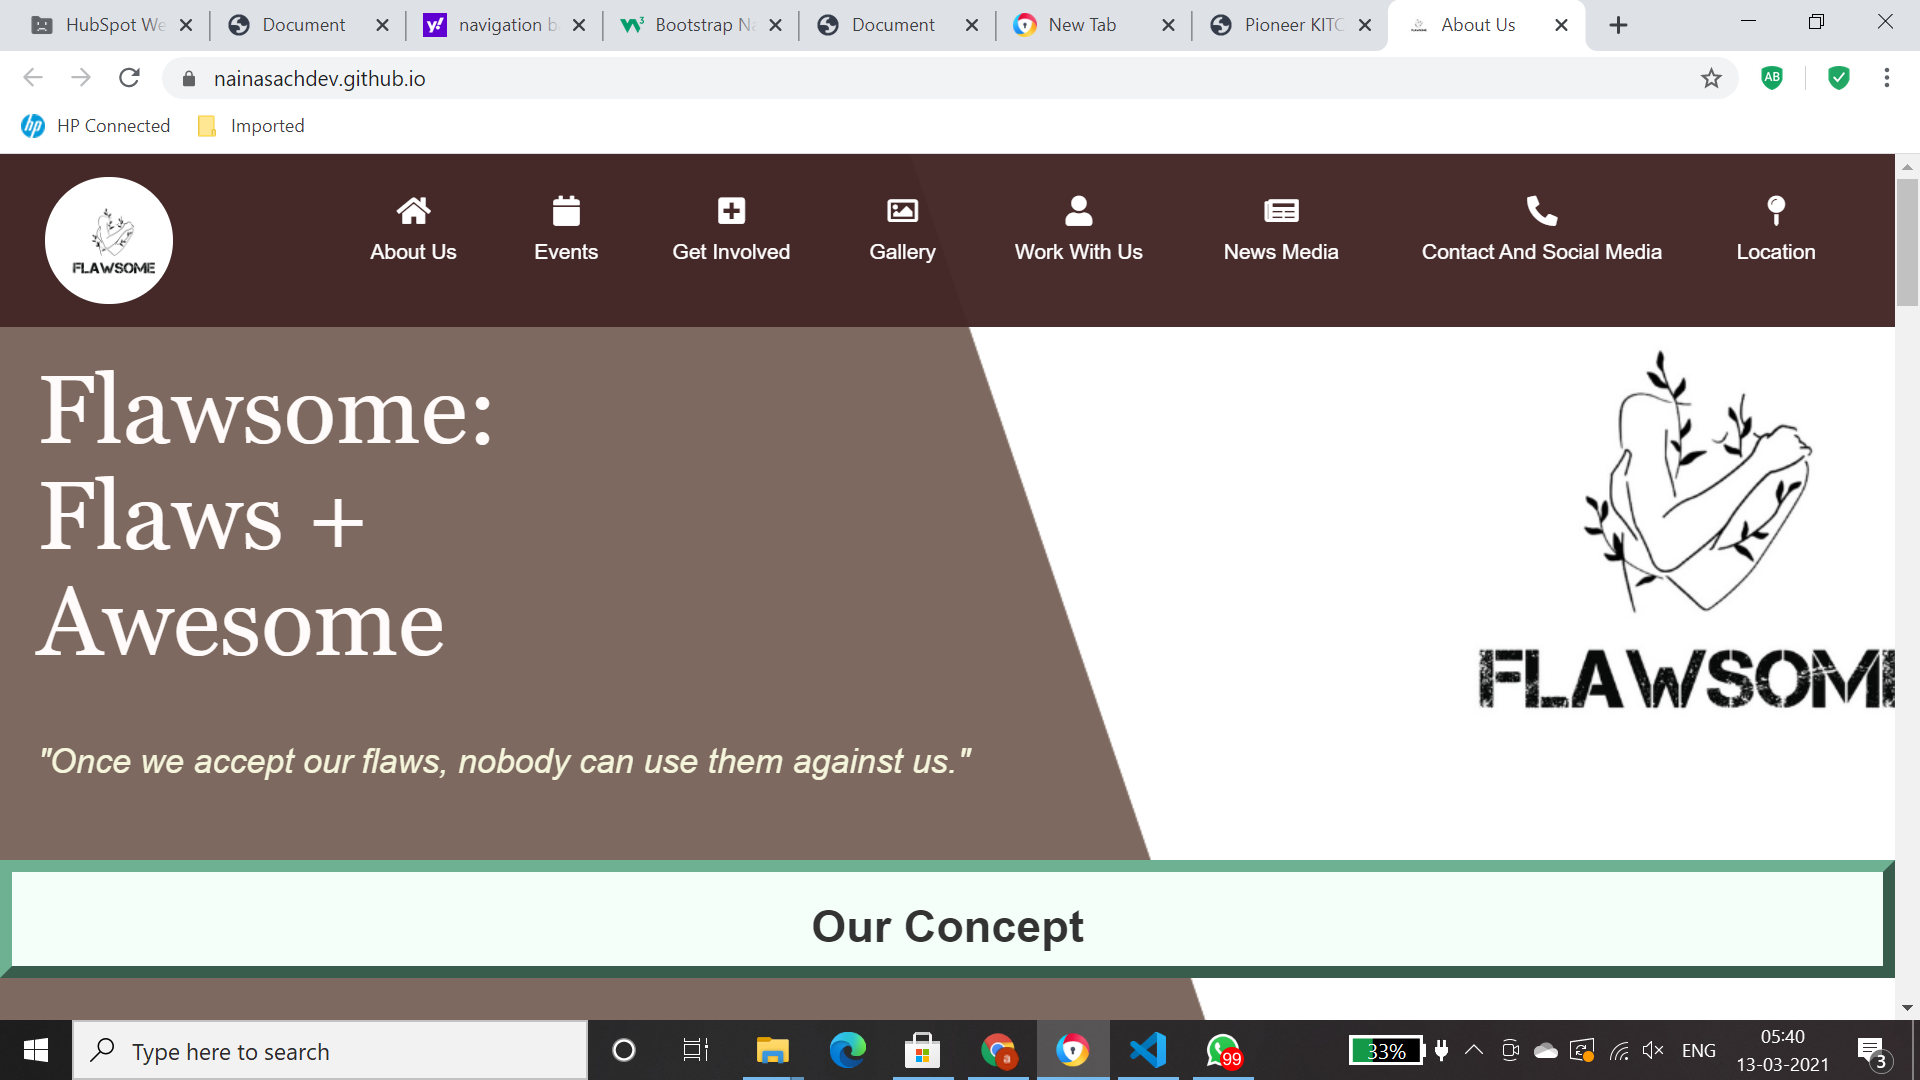 HubSpot We
Document
navigation b
Bootstrap Na
Document
New Tab
Pioneer KITC
About Us
nainasachdev.github.io
AB
hp HP Connected
Imported
FLAWSOME
About Us
Events
Get Involved
Gallery
Work With Us
News Media
Contact And Social Media
Location
Flawsome:
Flaws +
Awesome
FLAWSOME
"Once we accept our flaws, nobody can use them against us."
Our Concept
Type here to search
a
99
33%
ENG
05:40
13-03-2021
3